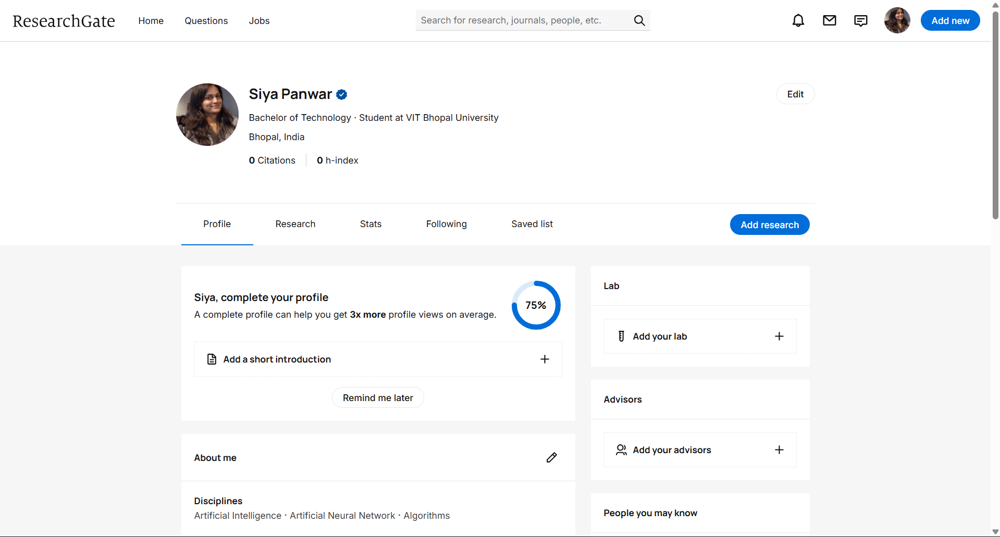 ResearchGate Home Questions Jobs Search for research, journals, people, etc. Add new
Siya Panwar Edit
Bachelor of Technology · Student at VIT Bhopal University
Bhopal, India
0 Citations 0 h-index
Profile Research Stats Following Saved list Add research
Siya, complete your profile
A complete profile can help you get 3x more profile views on average.
75%
Add a short introduction
Remind me later
About me
Disciplines
Artificial Intelligence · Artificial Neural Network · Algorithms
Lab
Add your lab
Advisors
Add your advisors
People you may know